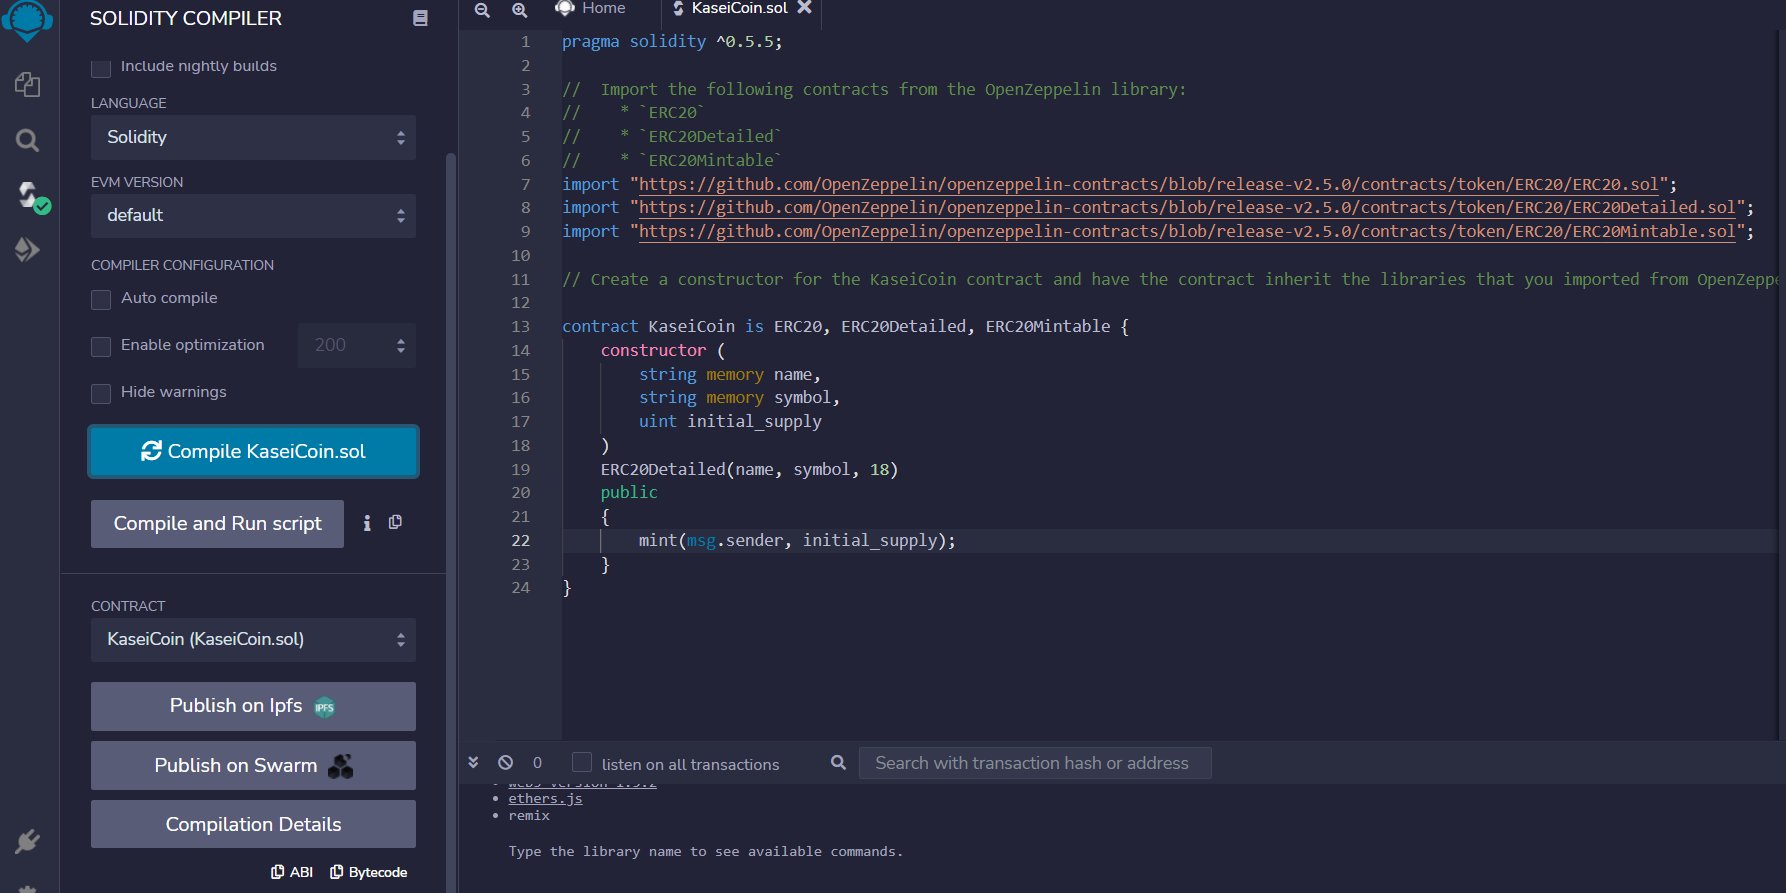 SOLIDITY COMPILER
Include nightly builds
LANGUAGE
Solidity
EVM VERSION
default
COMPILER CONFIGURATION
Auto compile
Enable optimization
200
Hide warnings
Compile KaseiCoin.sol
Compile and Run script
CONTRACT
KaseiCoin (KaseiCoin.sol)
Publish on Ipfs
IPFS
Publish on Swarm
Compilation Details
ABI Bytecode
Home KaseiCoin.sol
1 pragma solidity ^0.5.5;
2
3 //  Import the following contracts from the OpenZeppelin library:
4 //    * `ERC20`
5 //    * `ERC20Detailed`
6 //    * `ERC20Mintable`
7 import "https://github.com/OpenZeppelin/openzeppelin-contracts/blob/release-v2.5.0/contracts/token/ERC20/ERC20.sol";
8 import "https://github.com/OpenZeppelin/openzeppelin-contracts/blob/release-v2.5.0/contracts/token/ERC20/ERC20Detailed.sol";
9 import "https://github.com/OpenZeppelin/openzeppelin-contracts/blob/release-v2.5.0/contracts/token/ERC20/ERC20Mintable.sol";
10
11 // Create a constructor for the KaseiCoin contract and have the contract inherit the libraries that you imported from OpenZeppe
12
13 contract KaseiCoin is ERC20, ERC20Detailed, ERC20Mintable {
14     constructor (
15         string memory name,
16         string memory symbol,
17         uint initial_supply
18     )
19     ERC20Detailed(name, symbol, 18)
20     public
21     {
22         mint(msg.sender, initial_supply);
23     }
24 }
0 listen on all transactions Search with transaction hash or address
web3 version 1.5.2
ethers.js
remix
Type the library name to see available commands.